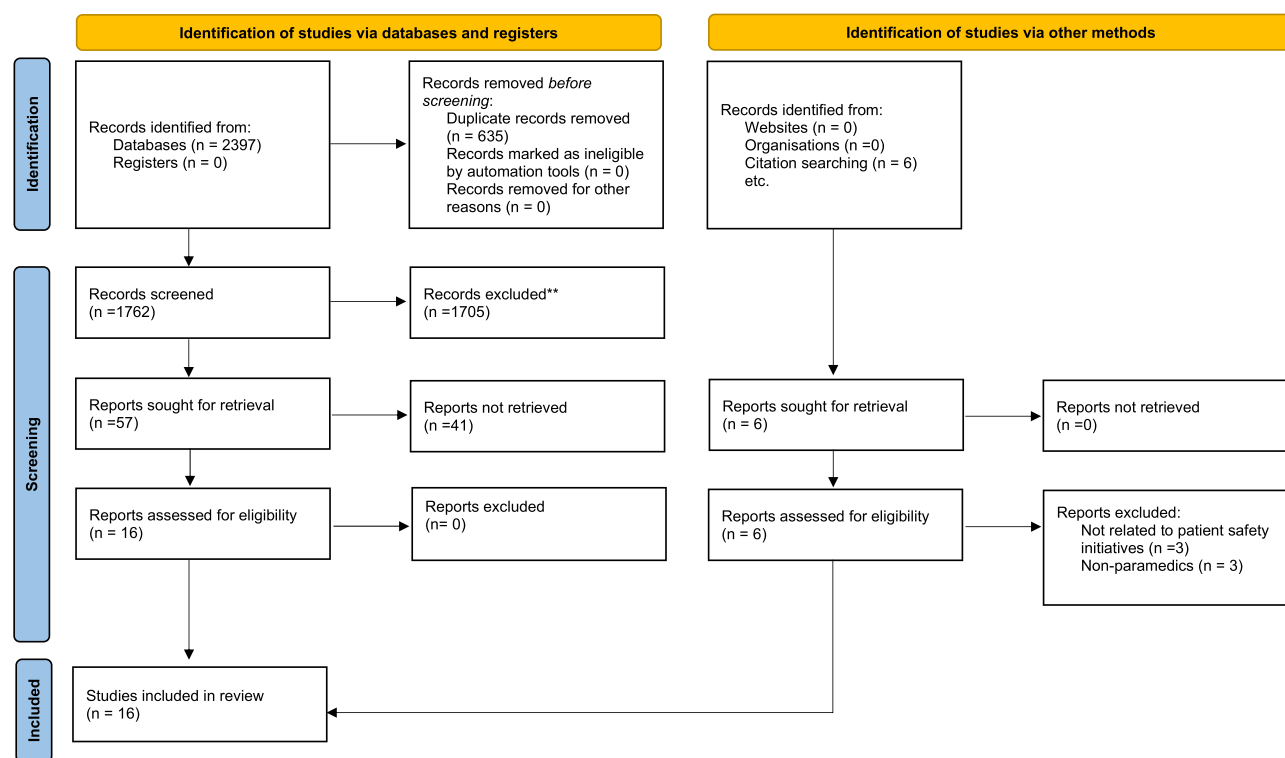 Identification of studies via databases and registers
Identification of studies via other methods
Identification
Records identified from:
Databases (n = 2397)
Registers (n = 0)
Records removed before
screening:
Duplicate records removed
(n = 635)
Records marked as ineligible
by automation tools (n = 0)
Records removed for other
reasons (n = 0)
Records identified from:
Websites (n = 0)
Organisations (n =0)
Citation searching (n = 6)
etc.
Screening
Records screened
(n =1762)
Records excluded**
(n =1705)
Reports sought for retrieval
(n =57)
Reports not retrieved
(n =41)
Reports sought for retrieval
(n = 6)
Reports not retrieved
(n =0)
Reports assessed for eligibility
(n = 16)
Reports excluded
(n= 0)
Reports assessed for eligibility
(n = 6)
Reports excluded:
Not related to patient safety
initiatives (n =3)
Non-paramedics (n = 3)
Included
Studies included in review
(n = 16)